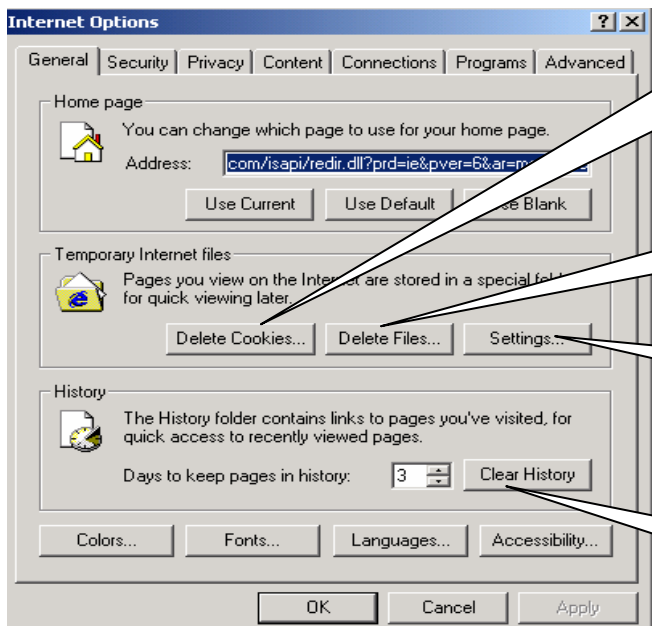 Internet Options
General Security Privacy Content Connections Programs Advanced
Home page
You can change which page to use for your home page.
Address: com/isapi/redir.dll?prd=ie&pver=6&ar=m
Use Current Use Default Blank
Temporary Internet files
Pages you view on the Internet are stored in a special
for quick viewing later.
Delete Cookies... Delete Files... Settings...
History
The History folder contains links to pages you've visited, for
quick access to recently viewed pages.
Days to keep pages in history: 3 Clear History
Colors... Fonts... Languages... Accessibility...
OK Cancel Apply